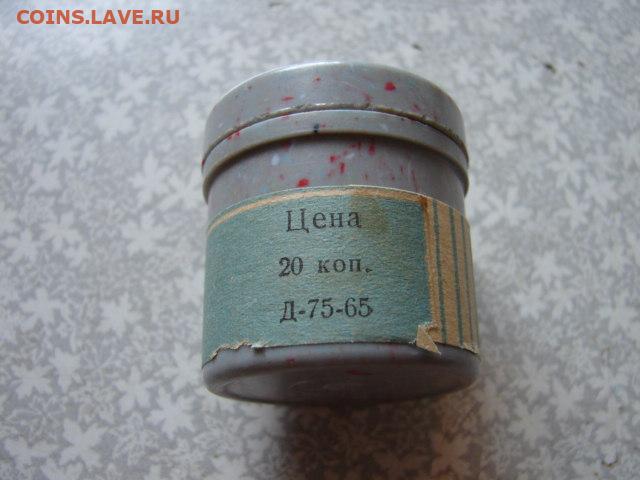 COINS.LAVE.RU
Цена
20 коп.
Д-75-65